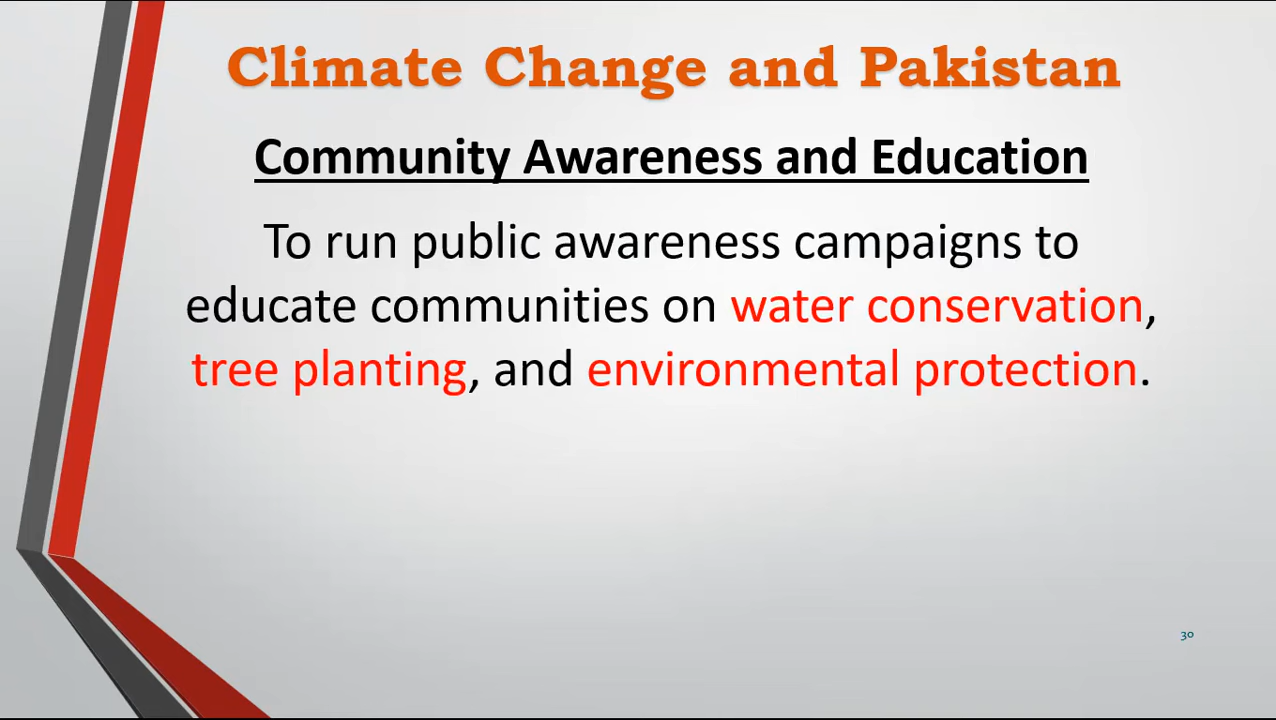 Climate Change and Pakistan
Community Awareness and Education
To run public awareness campaigns to
educate communities on water conservation,
tree planting, and environmental protection.
30